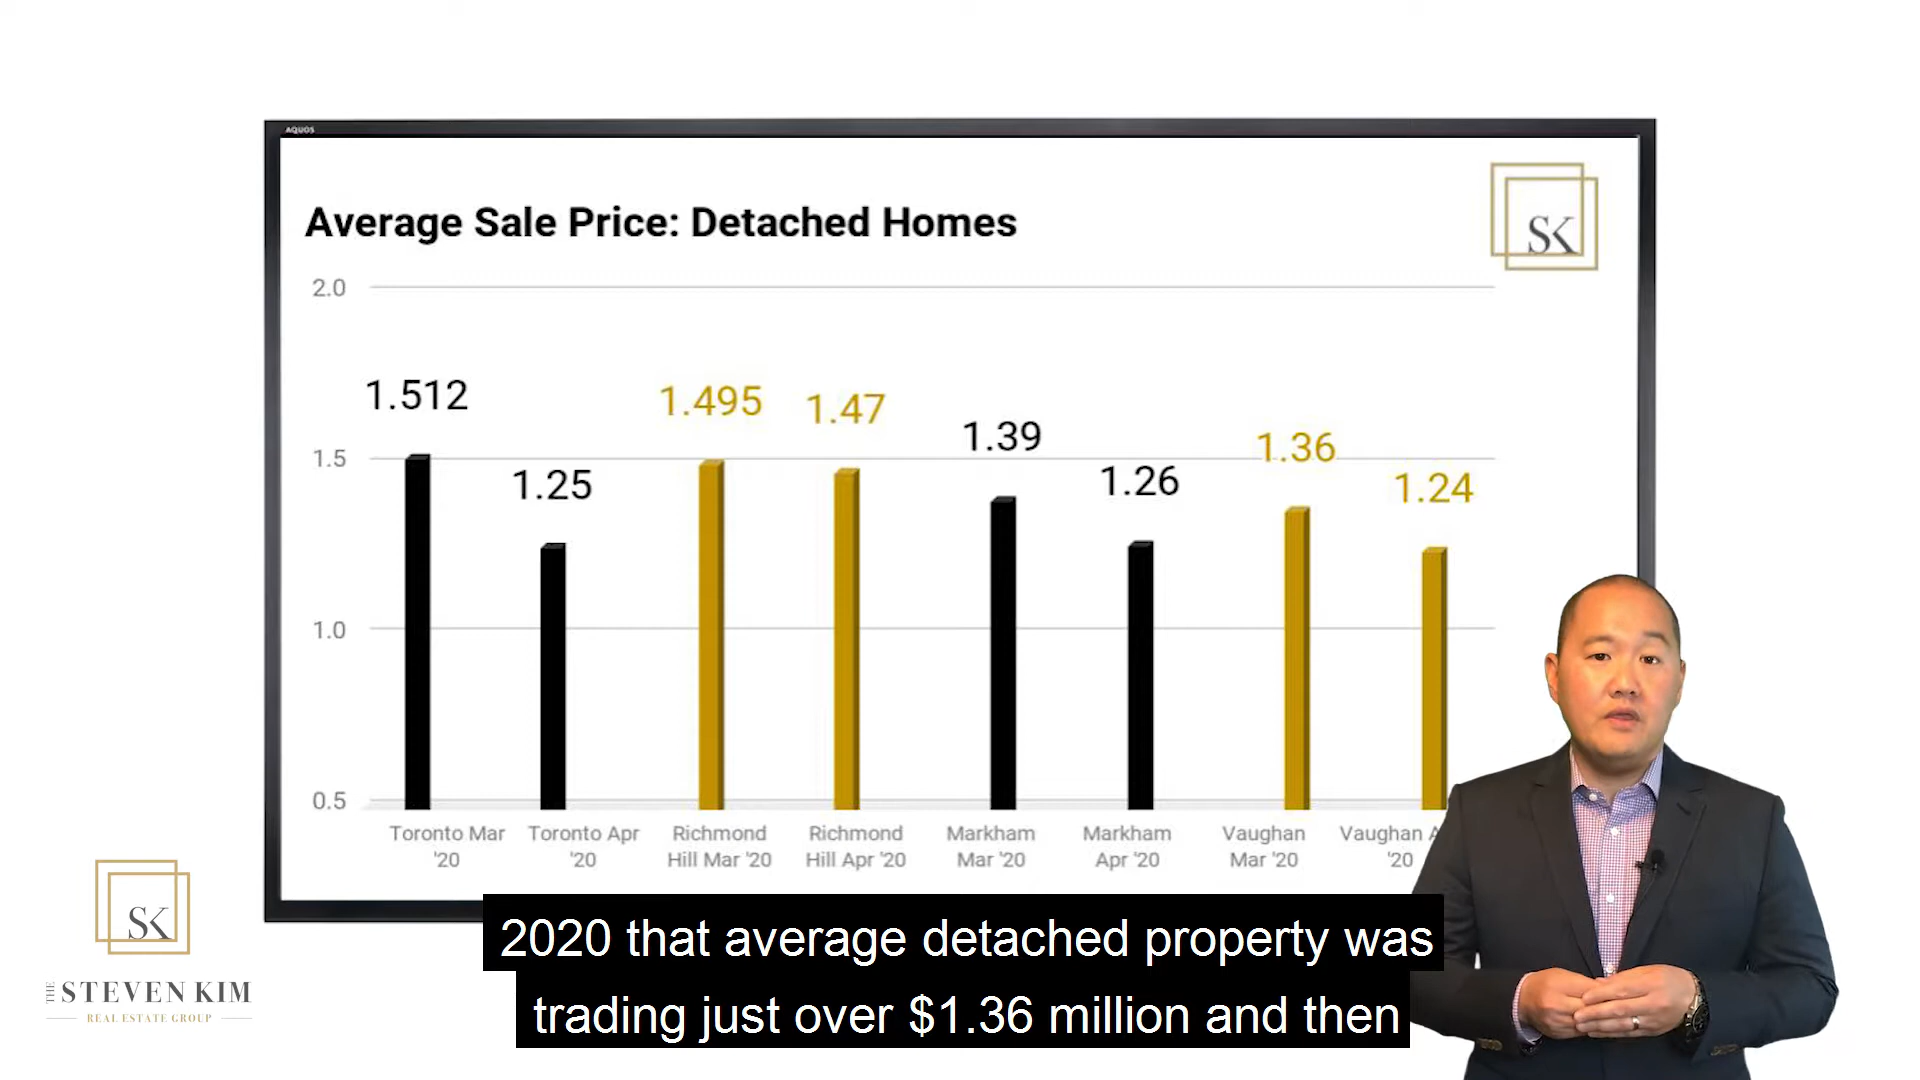 AQUOS
SK
Average Sale Price: Detached Homes
2.0
1.5
1.0
0.5
1.512
1.25
1.495
1.47
1.39
1.26
1.36
1.24
Toronto Mar
'20
Toronto Apr
'20
Richmond
Hill Mar '20
Richmond
Hill Apr '20
Markham
Mar '20
Markham
Apr '20
Vaughan
Mar '20
Vaughan A
'20
SK
THE STEVEN KIM
REAL ESTATE GROUP
2020 that average detached property was
trading just over $1.36 million and then